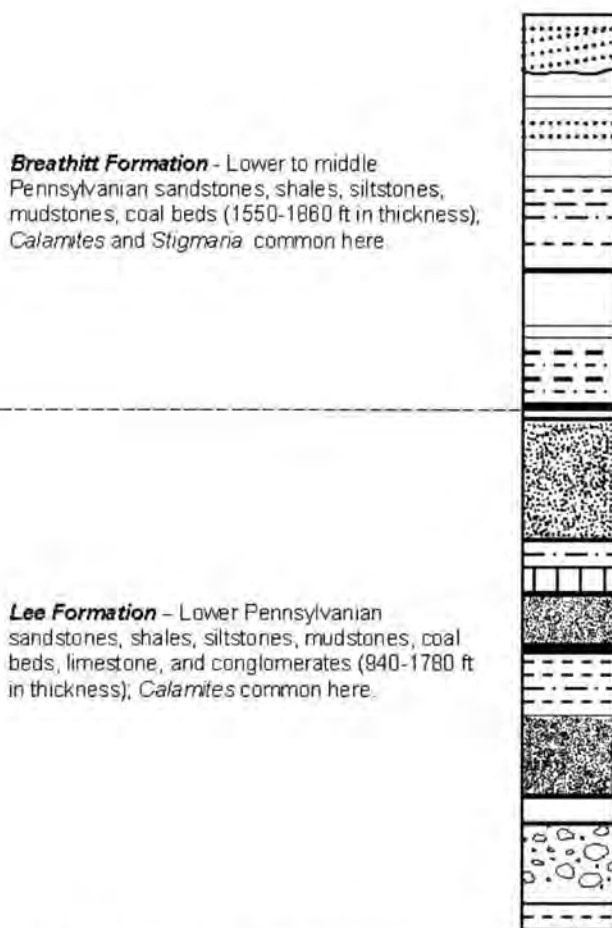 Breathitt Formation - Lower to middle
Pennsylvanian sandstones, shales, siltstones,
mudstones, coal beds (1550-1860 ft in thickness);
Calamites and Stigmaria common here
Lee Formation – Lower Pennsylvanian
sandstones, shales, siltstones, mudstones, coal
beds, limestone, and conglomerates (940-1780 ft
in thickness); Calamites common here